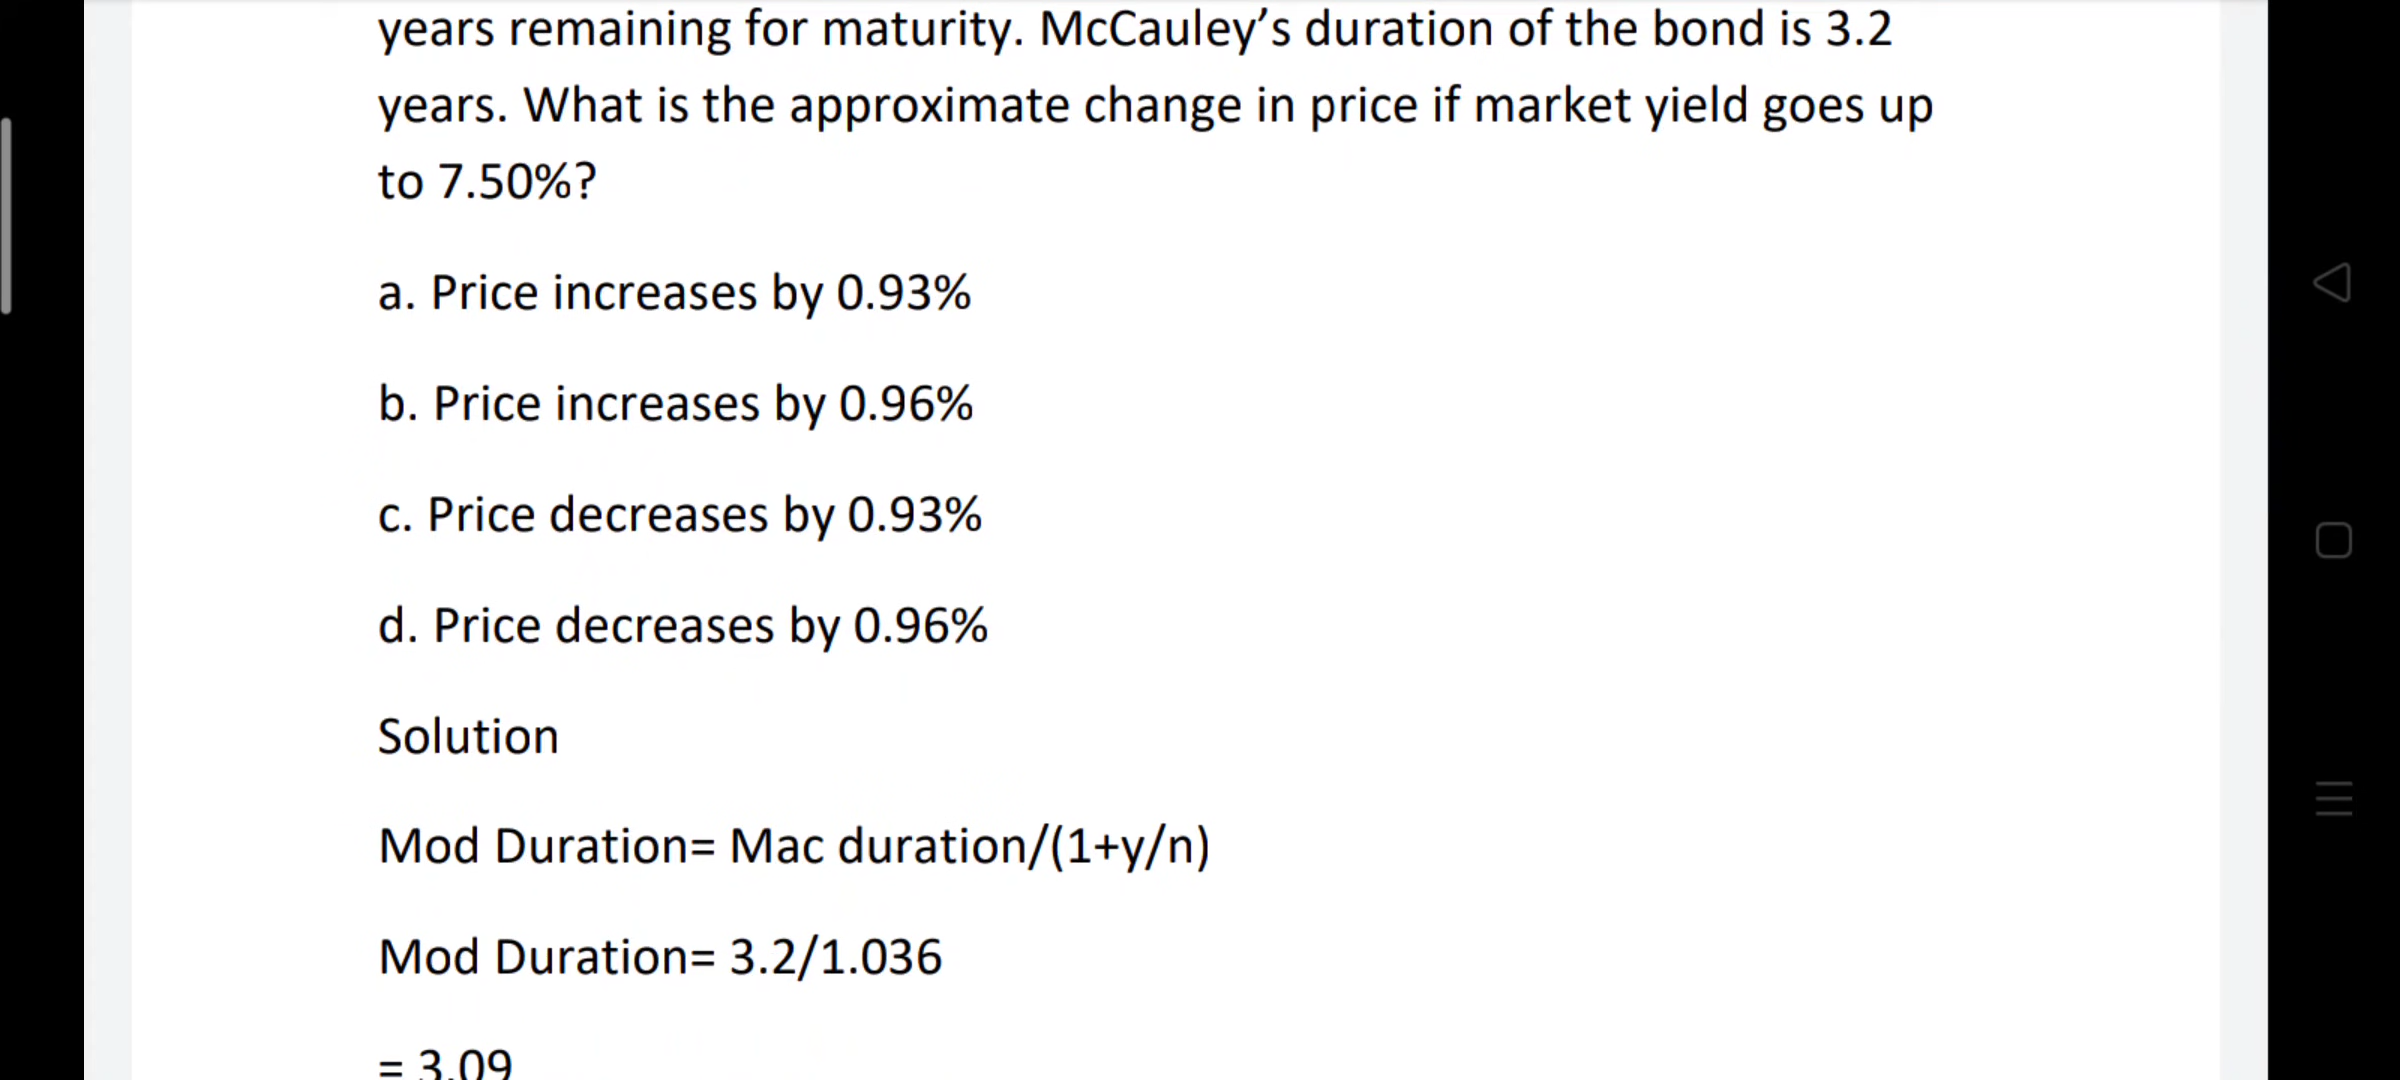 years remaining for maturity. McCauley’s duration of the bond is 3.2
years. What is the approximate change in price if market yield goes up
to 7.50%?
a. Price increases by 0.93%
b. Price increases by 0.96%
c. Price decreases by 0.93%
d. Price decreases by 0.96%
Solution
Mod Duration= Mac duration/(1+y/n)
Mod Duration= 3.2/1.036
= 3.09